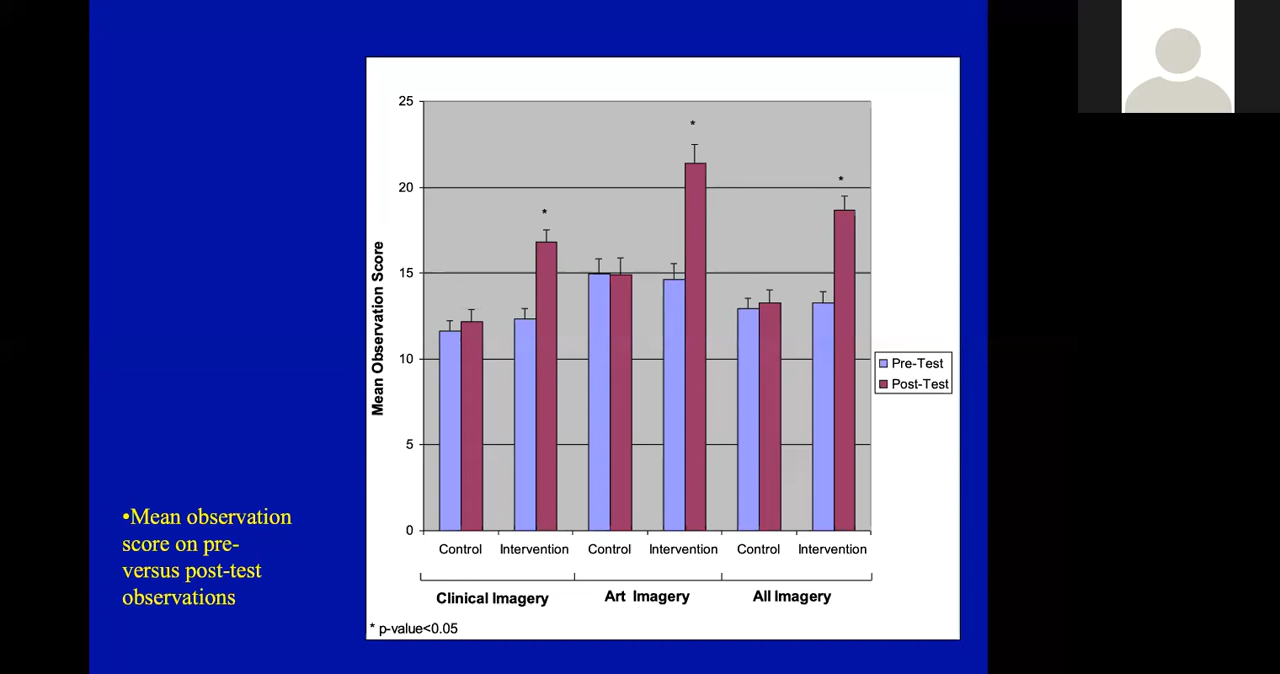 25
20
15
10
5
0
Mean Observation Score
*
*
*
Pre-Test
Post-Test
Control Intervention Control Intervention Control Intervention
Clinical Imagery Art Imagery All Imagery
* p-value<0.05
•Mean observation
score on pre-
versus post-test
observations